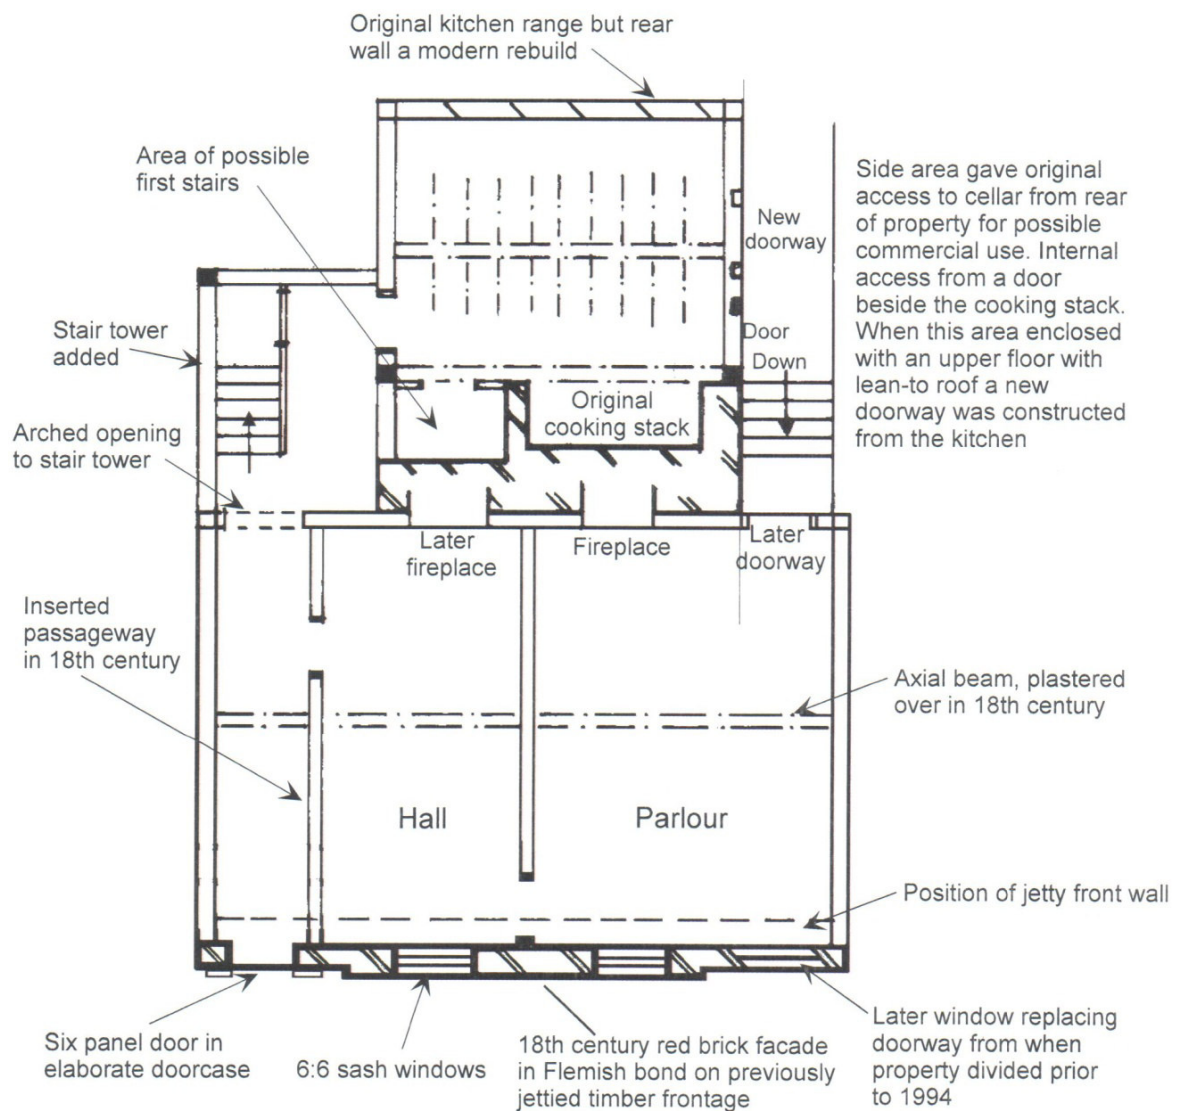 Original kitchen range but rear
wall a modern rebuild
Area of possible
first stairs
Side area gave original
access to cellar from rear
of property for possible
commercial use. Internal
access from a door
beside the cooking stack.
When this area enclosed
with an upper floor with
lean-to roof a new
doorway was constructed
from the kitchen
New
doorway
Stair tower
added
Door
Down
Original
cooking stack
Arched opening
to stair tower
Later
fireplace
Fireplace
Later
doorway
Inserted
passageway
in 18th century
Axial beam, plastered
over in 18th century
Hall
Parlour
Position of jetty front wall
Six panel door in
elaborate doorcase
6:6 sash windows
18th century red brick facade
in Flemish bond on previously
jettied timber frontage
Later window replacing
doorway from when
property divided prior
to 1994